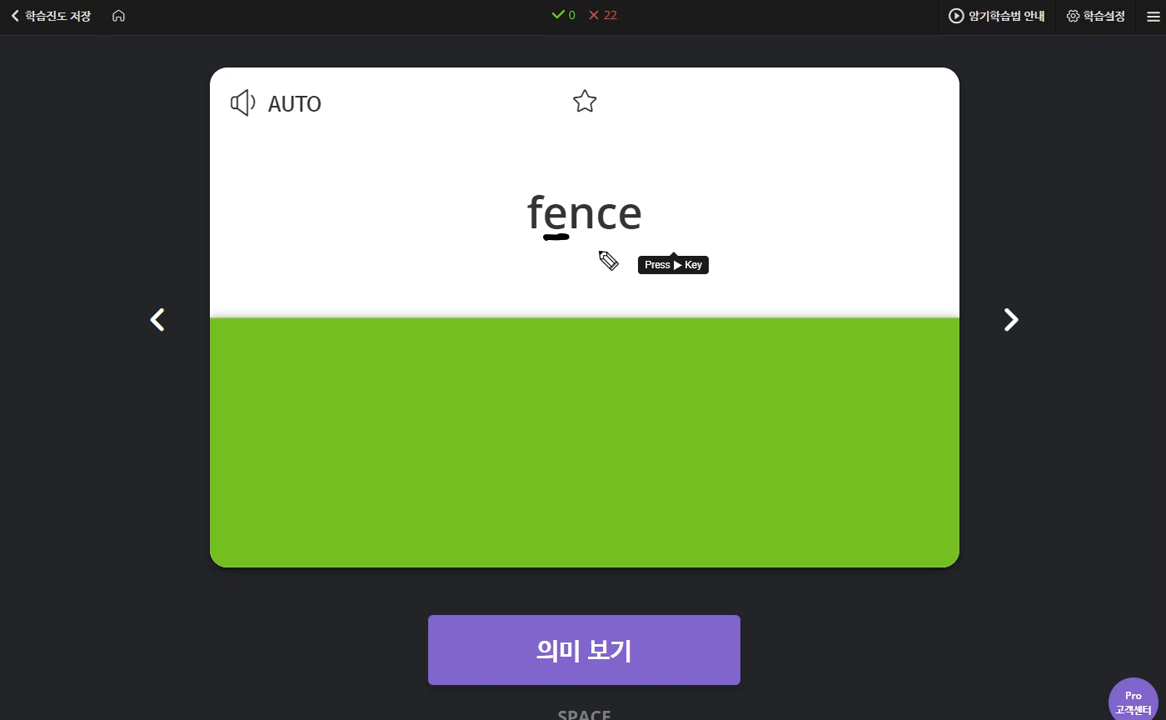 학습진도 저장
0 22
암기학습법 안내
학습설정
AUTO
fence
Press ▶ Key
의미 보기
SPACE
Pro
고객센터